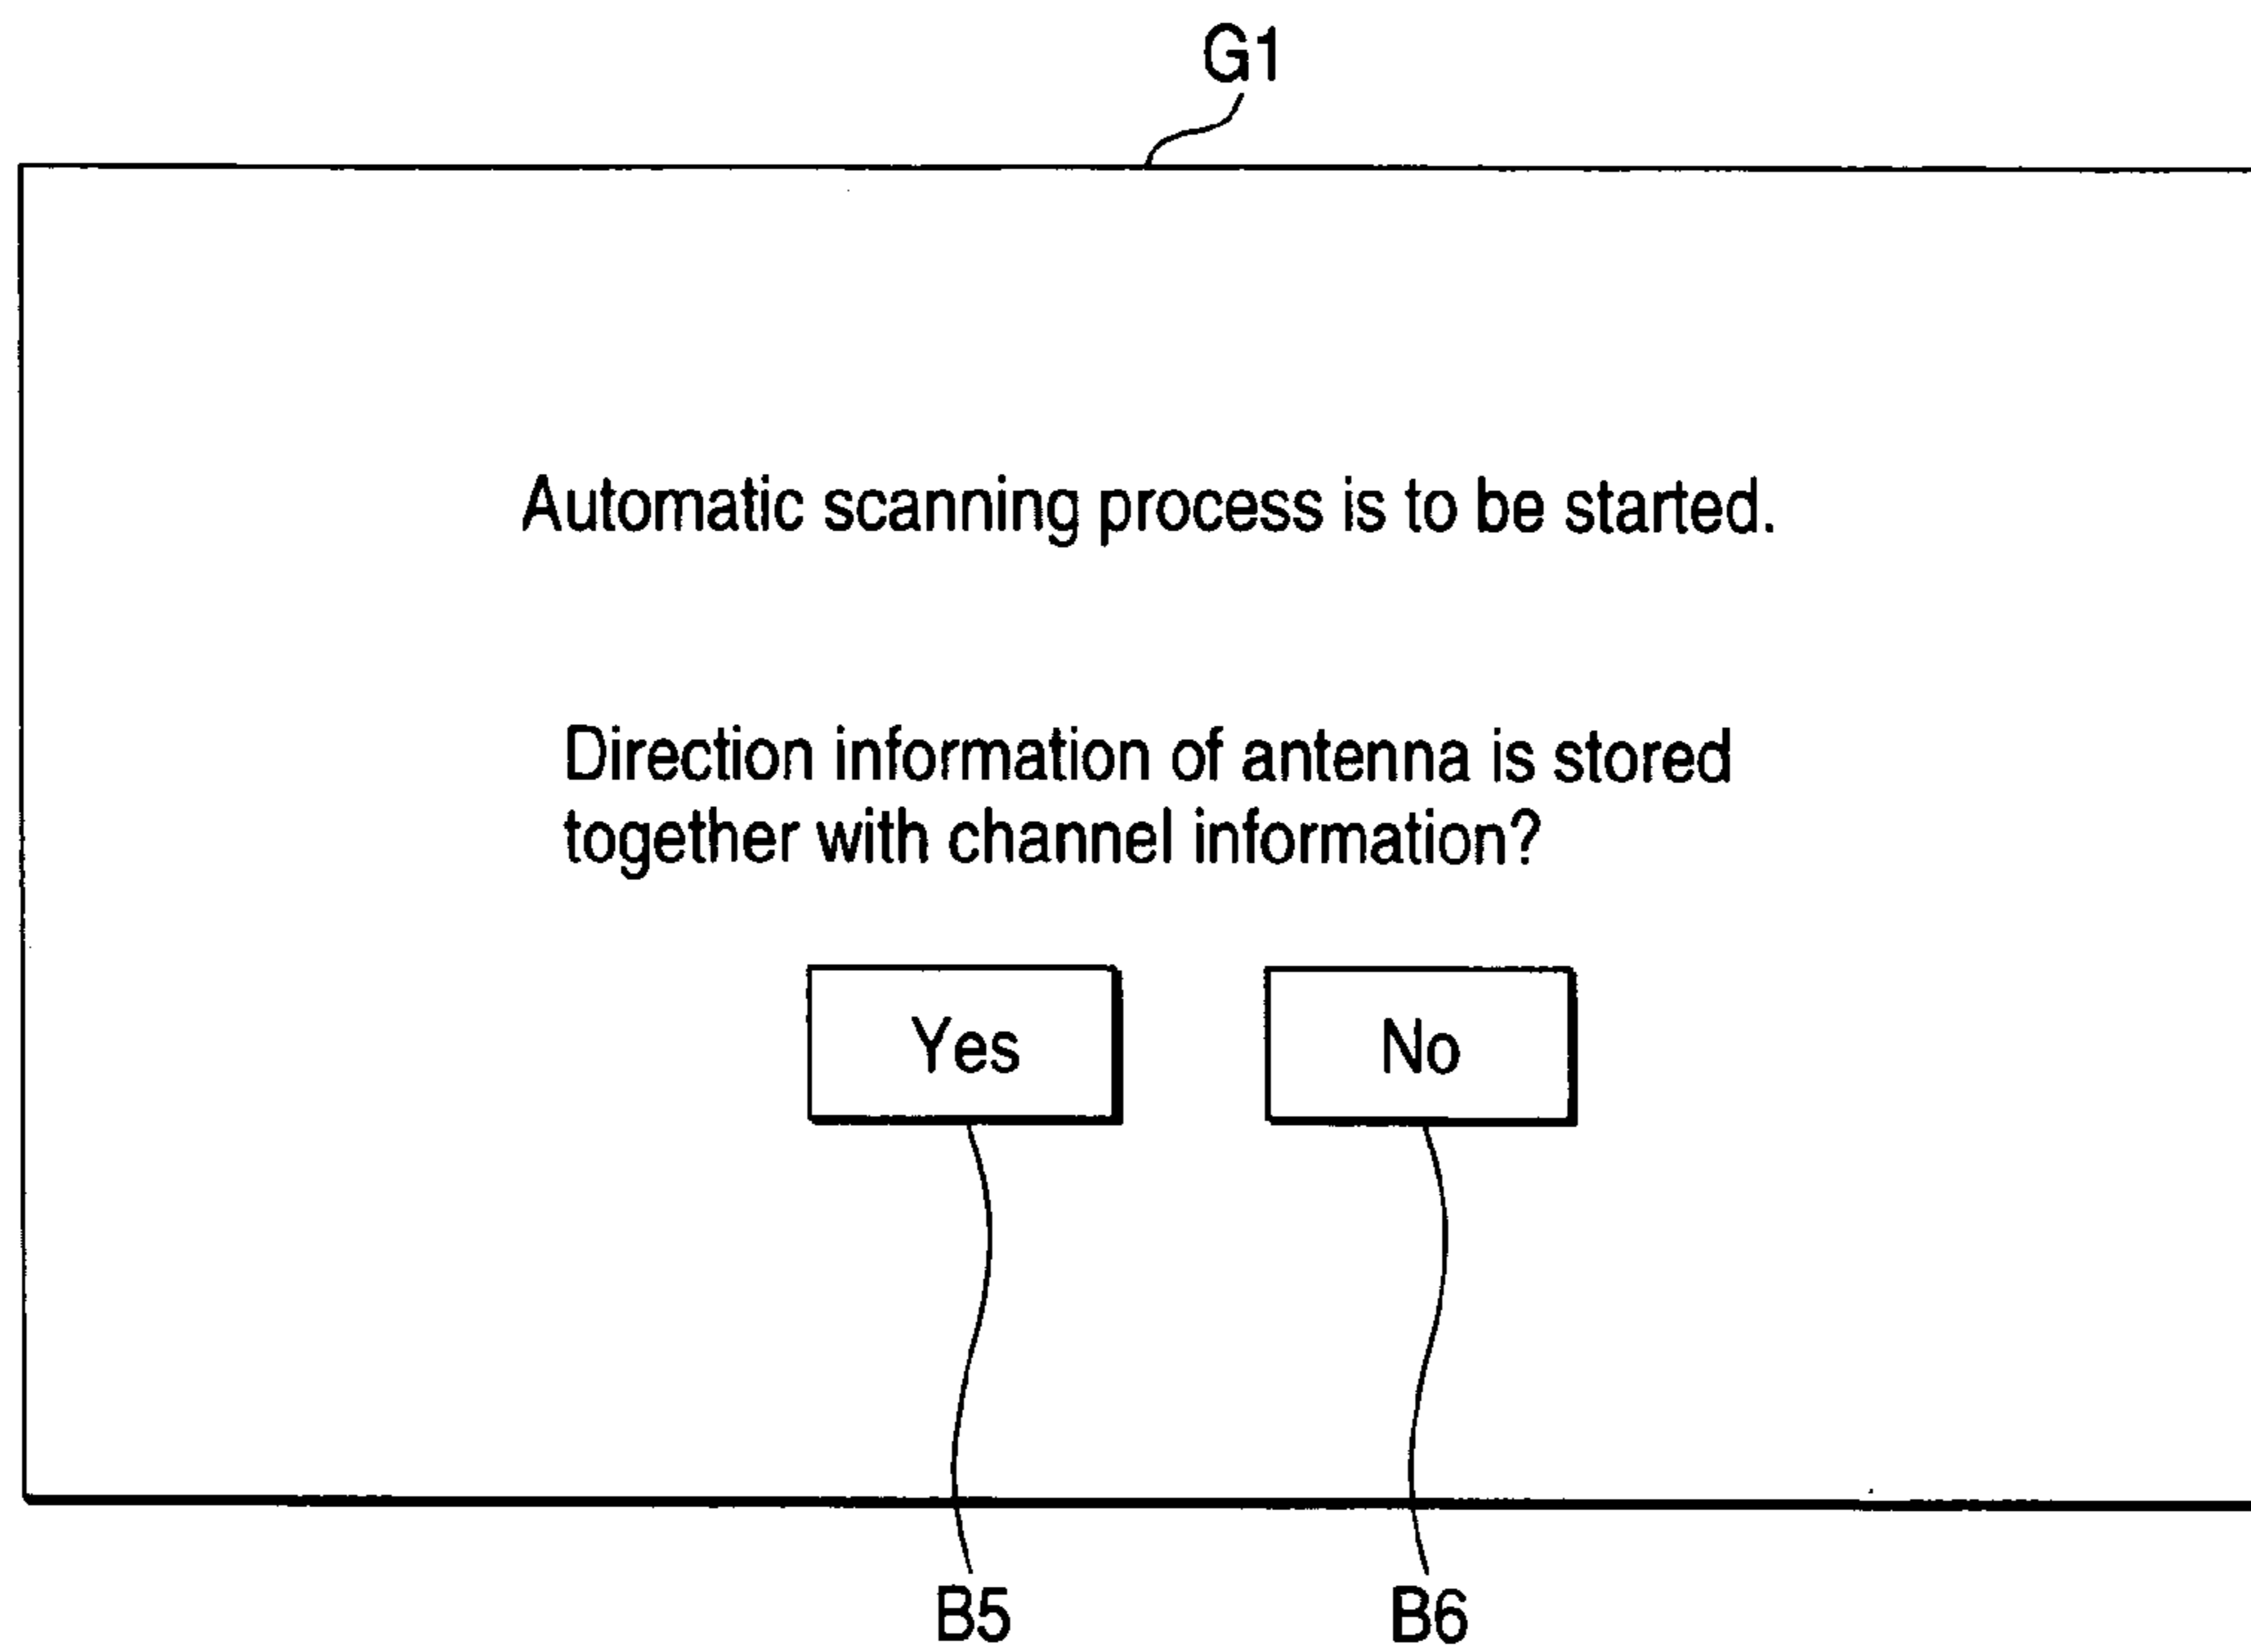 G1
Automatic scanning process is to be started.
Direction information of antenna is stored
together with channel information?
Yes
No
B5
B6